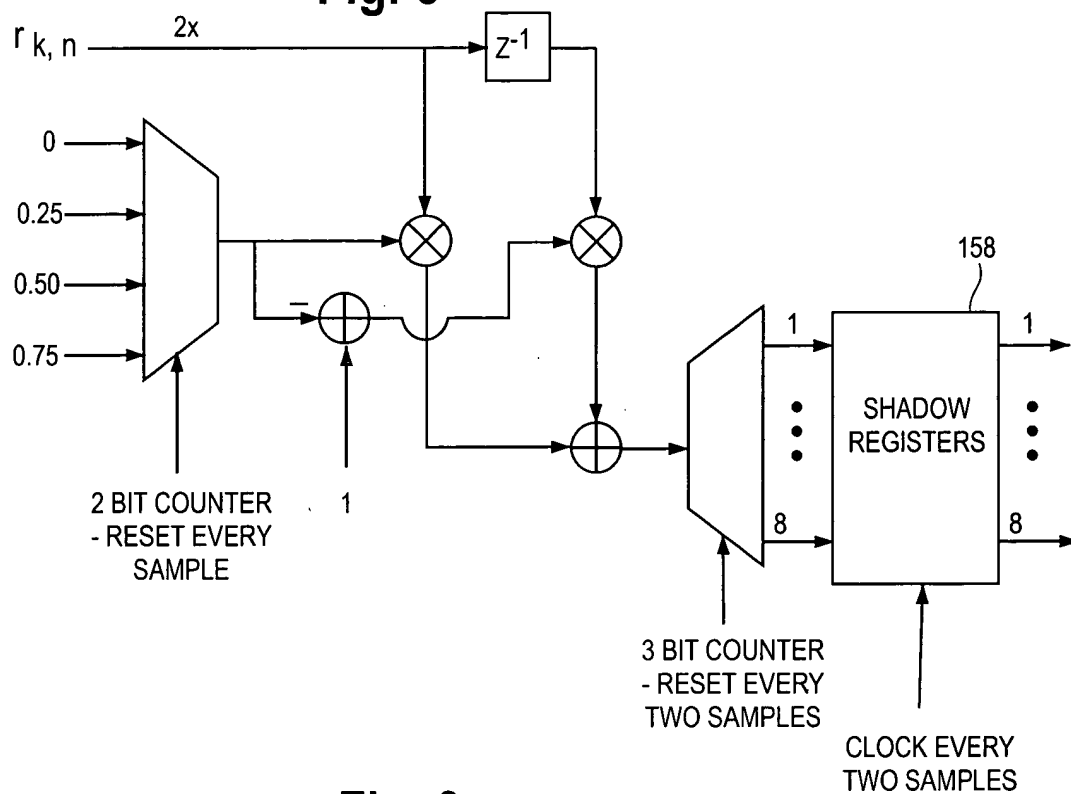 r k, n
2x
Z-1
0
0.25
0.50
0.75
–
2 BIT COUNTER
- RESET EVERY
SAMPLE
1
158
1
8
SHADOW
REGISTERS
1
8
3 BIT COUNTER
- RESET EVERY
TWO SAMPLES
CLOCK EVERY
TWO SAMPLES